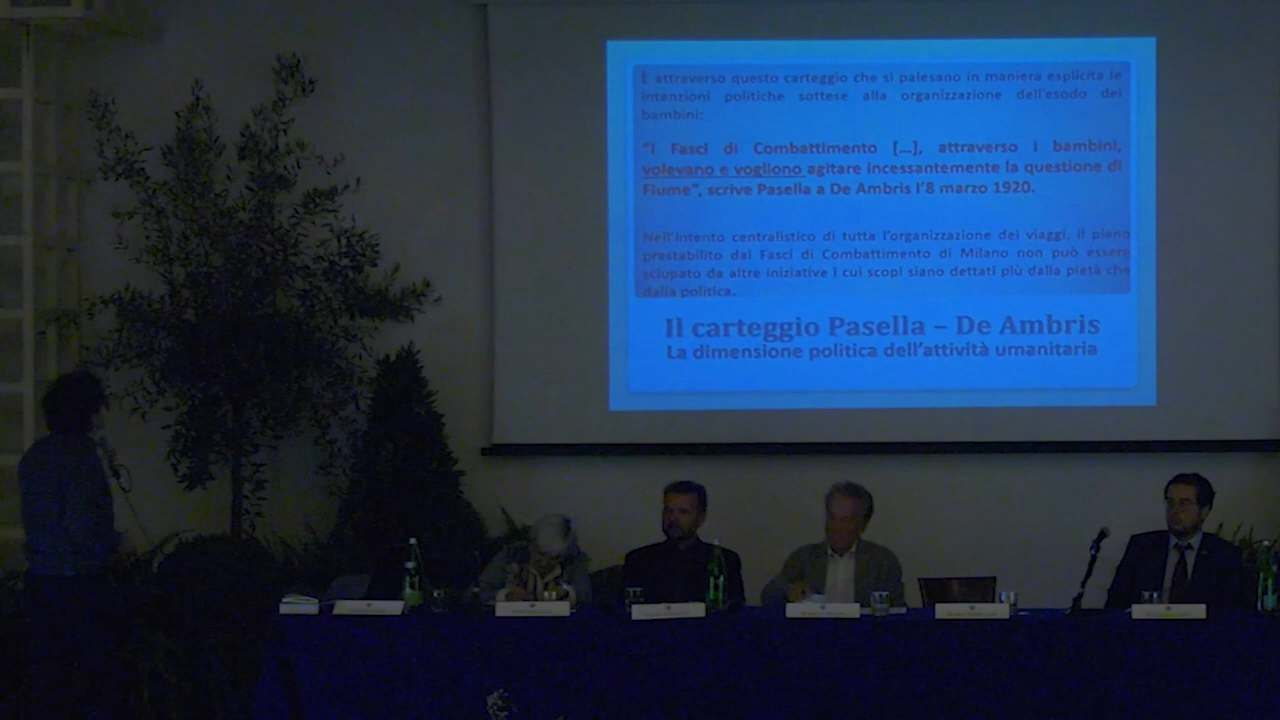 È attraverso questo carteggio che si palesano in maniera esplicita le
intenzioni politiche sottese alla organizzazione dell'esodo dei
bambini:
"I Fasci di Combattimento [...], attraverso i bambini,
volevano e vogliono agitare incessantemente la questione di
Fiume", scrive Pasella a De Ambris l'8 marzo 1920.
Nell'intento centralistico di tutta l'organizzazione dei viaggi, il piano
prestabilito dai Fasci di Combattimento di Milano non può essere
sciupato da altre iniziative i cui scopi siano dettati più dalla pietà che
dalla politica.
Il carteggio Pasella – De Ambris
La dimensione politica dell'attività umanitaria